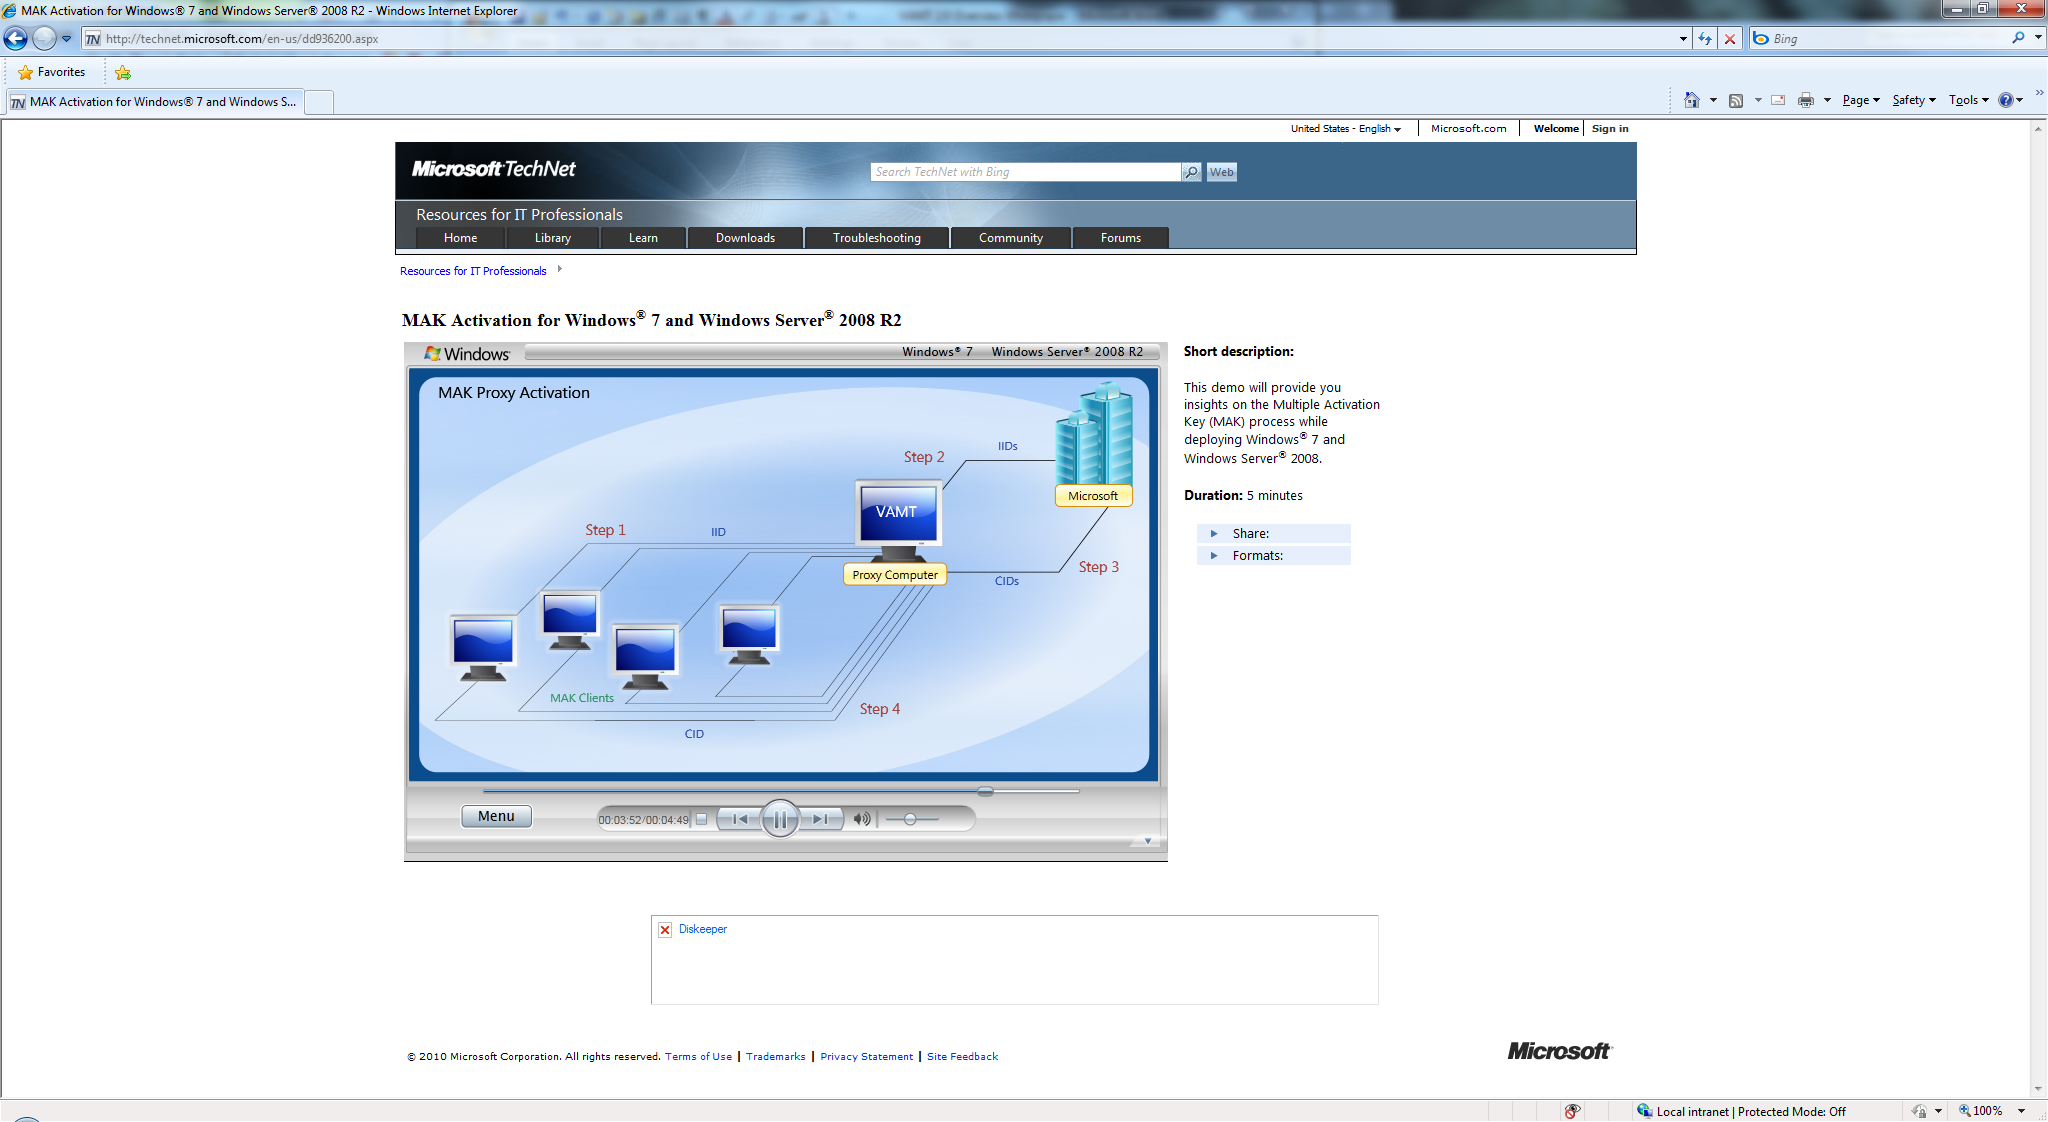 MAK Activation for Windows® 7 and Windows Server® 2008 R2 - Windows Internet Explorer
http://technet.microsoft.com/en-us/dd936200.aspx
Bing
Favorites
MAK Activation for Windows® 7 and Windows S...
Page
Safety
Tools
United States - English
Microsoft.com
Welcome
Sign in
Microsoft TechNet
Search TechNet with Bing
Web
Resources for IT Professionals
Home
Library
Learn
Downloads
Troubleshooting
Community
Forums
Resources for IT Professionals
MAK Activation for Windows® 7 and Windows Server® 2008 R2
Windows
Windows® 7
Windows Server® 2008 R2
MAK Proxy Activation
Step 2
IIDs
Microsoft
VAMT
Step 1
IID
Proxy Computer
CIDs
Step 3
MAK Clients
Step 4
CID
Menu
00:03:52/00:04:49
Short description:
This demo will provide you
insights on the Multiple Activation
Key (MAK) process while
deploying Windows® 7 and
Windows Server® 2008.
Duration: 5 minutes
Share:
Formats:
Diskeeper
© 2010 Microsoft Corporation. All rights reserved. Terms of Use | Trademarks | Privacy Statement | Site Feedback
Microsoft
Local intranet | Protected Mode: Off
100%